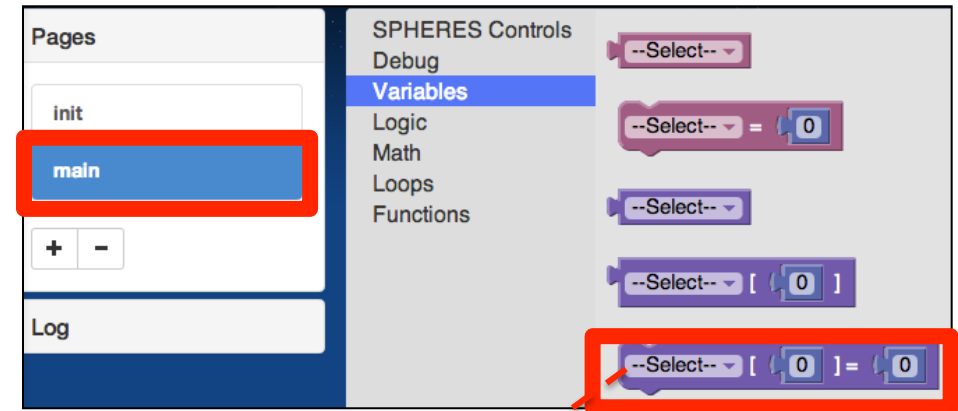 Pages
init
main
+ -
Log
SPHERES Controls
Debug
Variables
Logic
Math
Loops
Functions
--Select--
--Select-- = 0
--Select--
--Select-- [ 0 ]
--Select-- [ 0 ] = 0